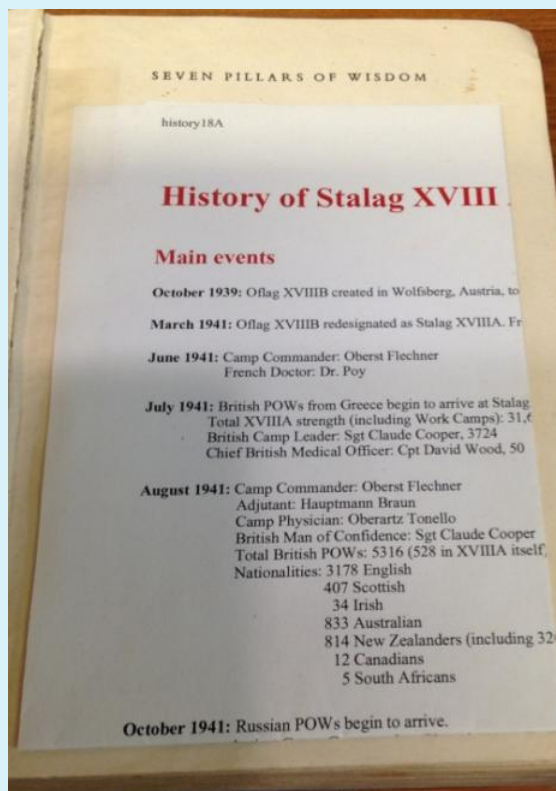 SEVEN PILLARS OF WISDOM
history18A
History of Stalag XVIII
Main events
October 1939: Oflag XVIIIB created in Wolfsberg, Austria, to
March 1941: Oflag XVIIIB redesignated as Stalag XVIIIA. Fr
June 1941: Camp Commander: Oberst Flechner
French Doctor: Dr. Poy
July 1941: British POWs from Greece begin to arrive at Stalag
Total XVIIIA strength (including Work Camps): 31,6
British Camp Leader: Sgt Claude Cooper, 3724
Chief British Medical Officer: Cpt David Wood, 50
August 1941: Camp Commander: Oberst Flechner
Adjutant: Hauptmann Braun
Camp Physician: Oberartz Tonello
British Man of Confidence: Sgt Claude Cooper
Total British POWs: 5316 (528 in XVIIIA itself
Nationalities: 3178 English
407 Scottish
34 Irish
833 Australian
814 New Zealanders (including 320
12 Canadians
5 South Africans
October 1941: Russian POWs begin to arrive.